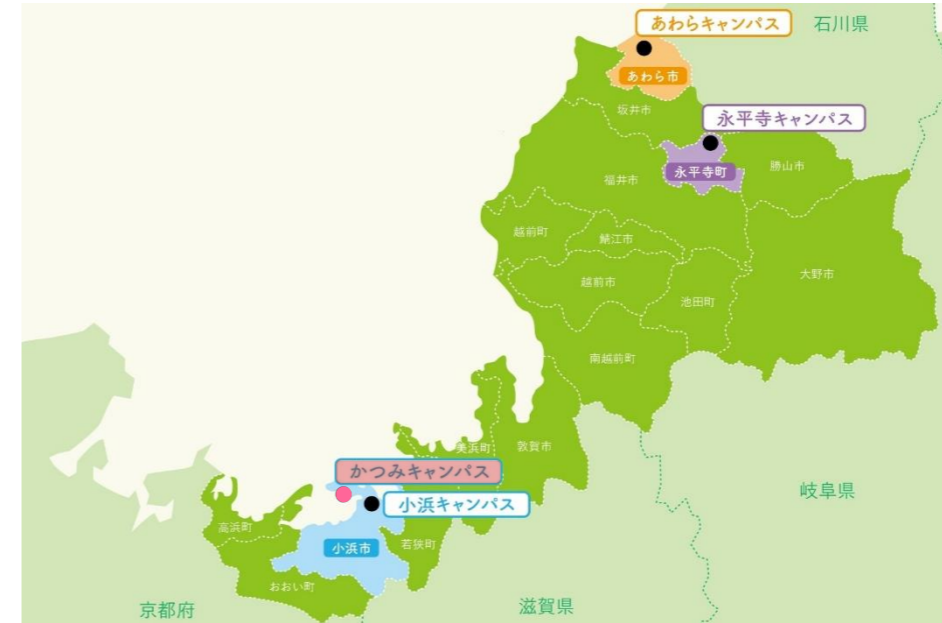 あわらキャンパス
石川県
あわら市
坂井市
永平寺キャンパス
永平寺町
勝山市
福井市
越前町
鯖江市
大野市
越前市
池田町
南越前町
美浜町
敦賀市
かつみキャンパス
小浜キャンパス
岐阜県
高浜町
小浜市
若狭町
おおい町
京都府
滋賀県